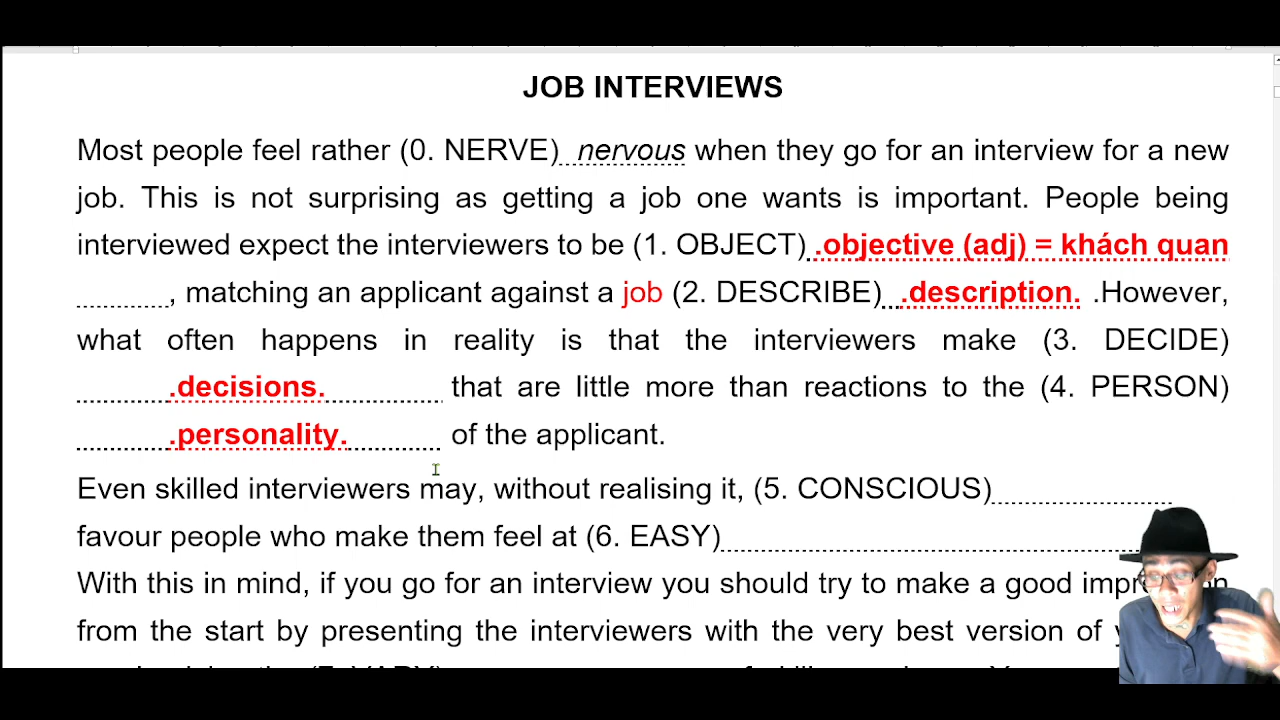 JOB INTERVIEWS
Most people feel rather (0. NERVE) nervous when they go for an interview for a new
job. This is not surprising as getting a job one wants is important. People being
interviewed expect the interviewers to be (1. OBJECT) .objective (adj) = khách quan
, matching an applicant against a job (2. DESCRIBE) .description. .However,
what often happens in reality is that the interviewers make (3. DECIDE)
.decisions. that are little more than reactions to the (4. PERSON)
.personality. of the applicant.
Even skilled interviewers may, without realising it, (5. CONSCIOUS)
favour people who make them feel at (6. EASY)
With this in mind, if you go for an interview you should try to make a good
from the start by presenting the interviewers with the very best version of